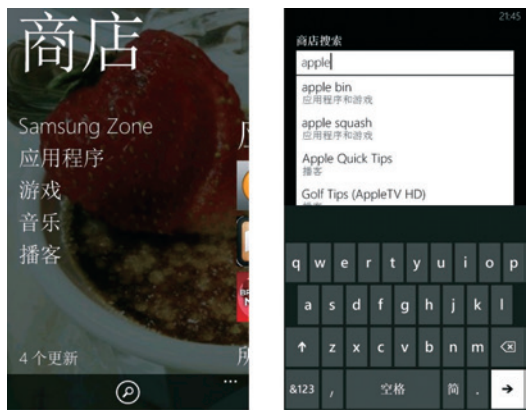 商店
Samsung Zone
应用程序
游戏
音乐
播客
4 个更新
21:45
商店搜索
apple
apple bin
应用程序和游戏
apple squash
应用程序和游戏
Apple Quick Tips
播客
Golf Tips (AppleTV HD)
q w e r t y u i o p
a s d f g h j k l
z x c v b n m
&123 , 空格 简 .